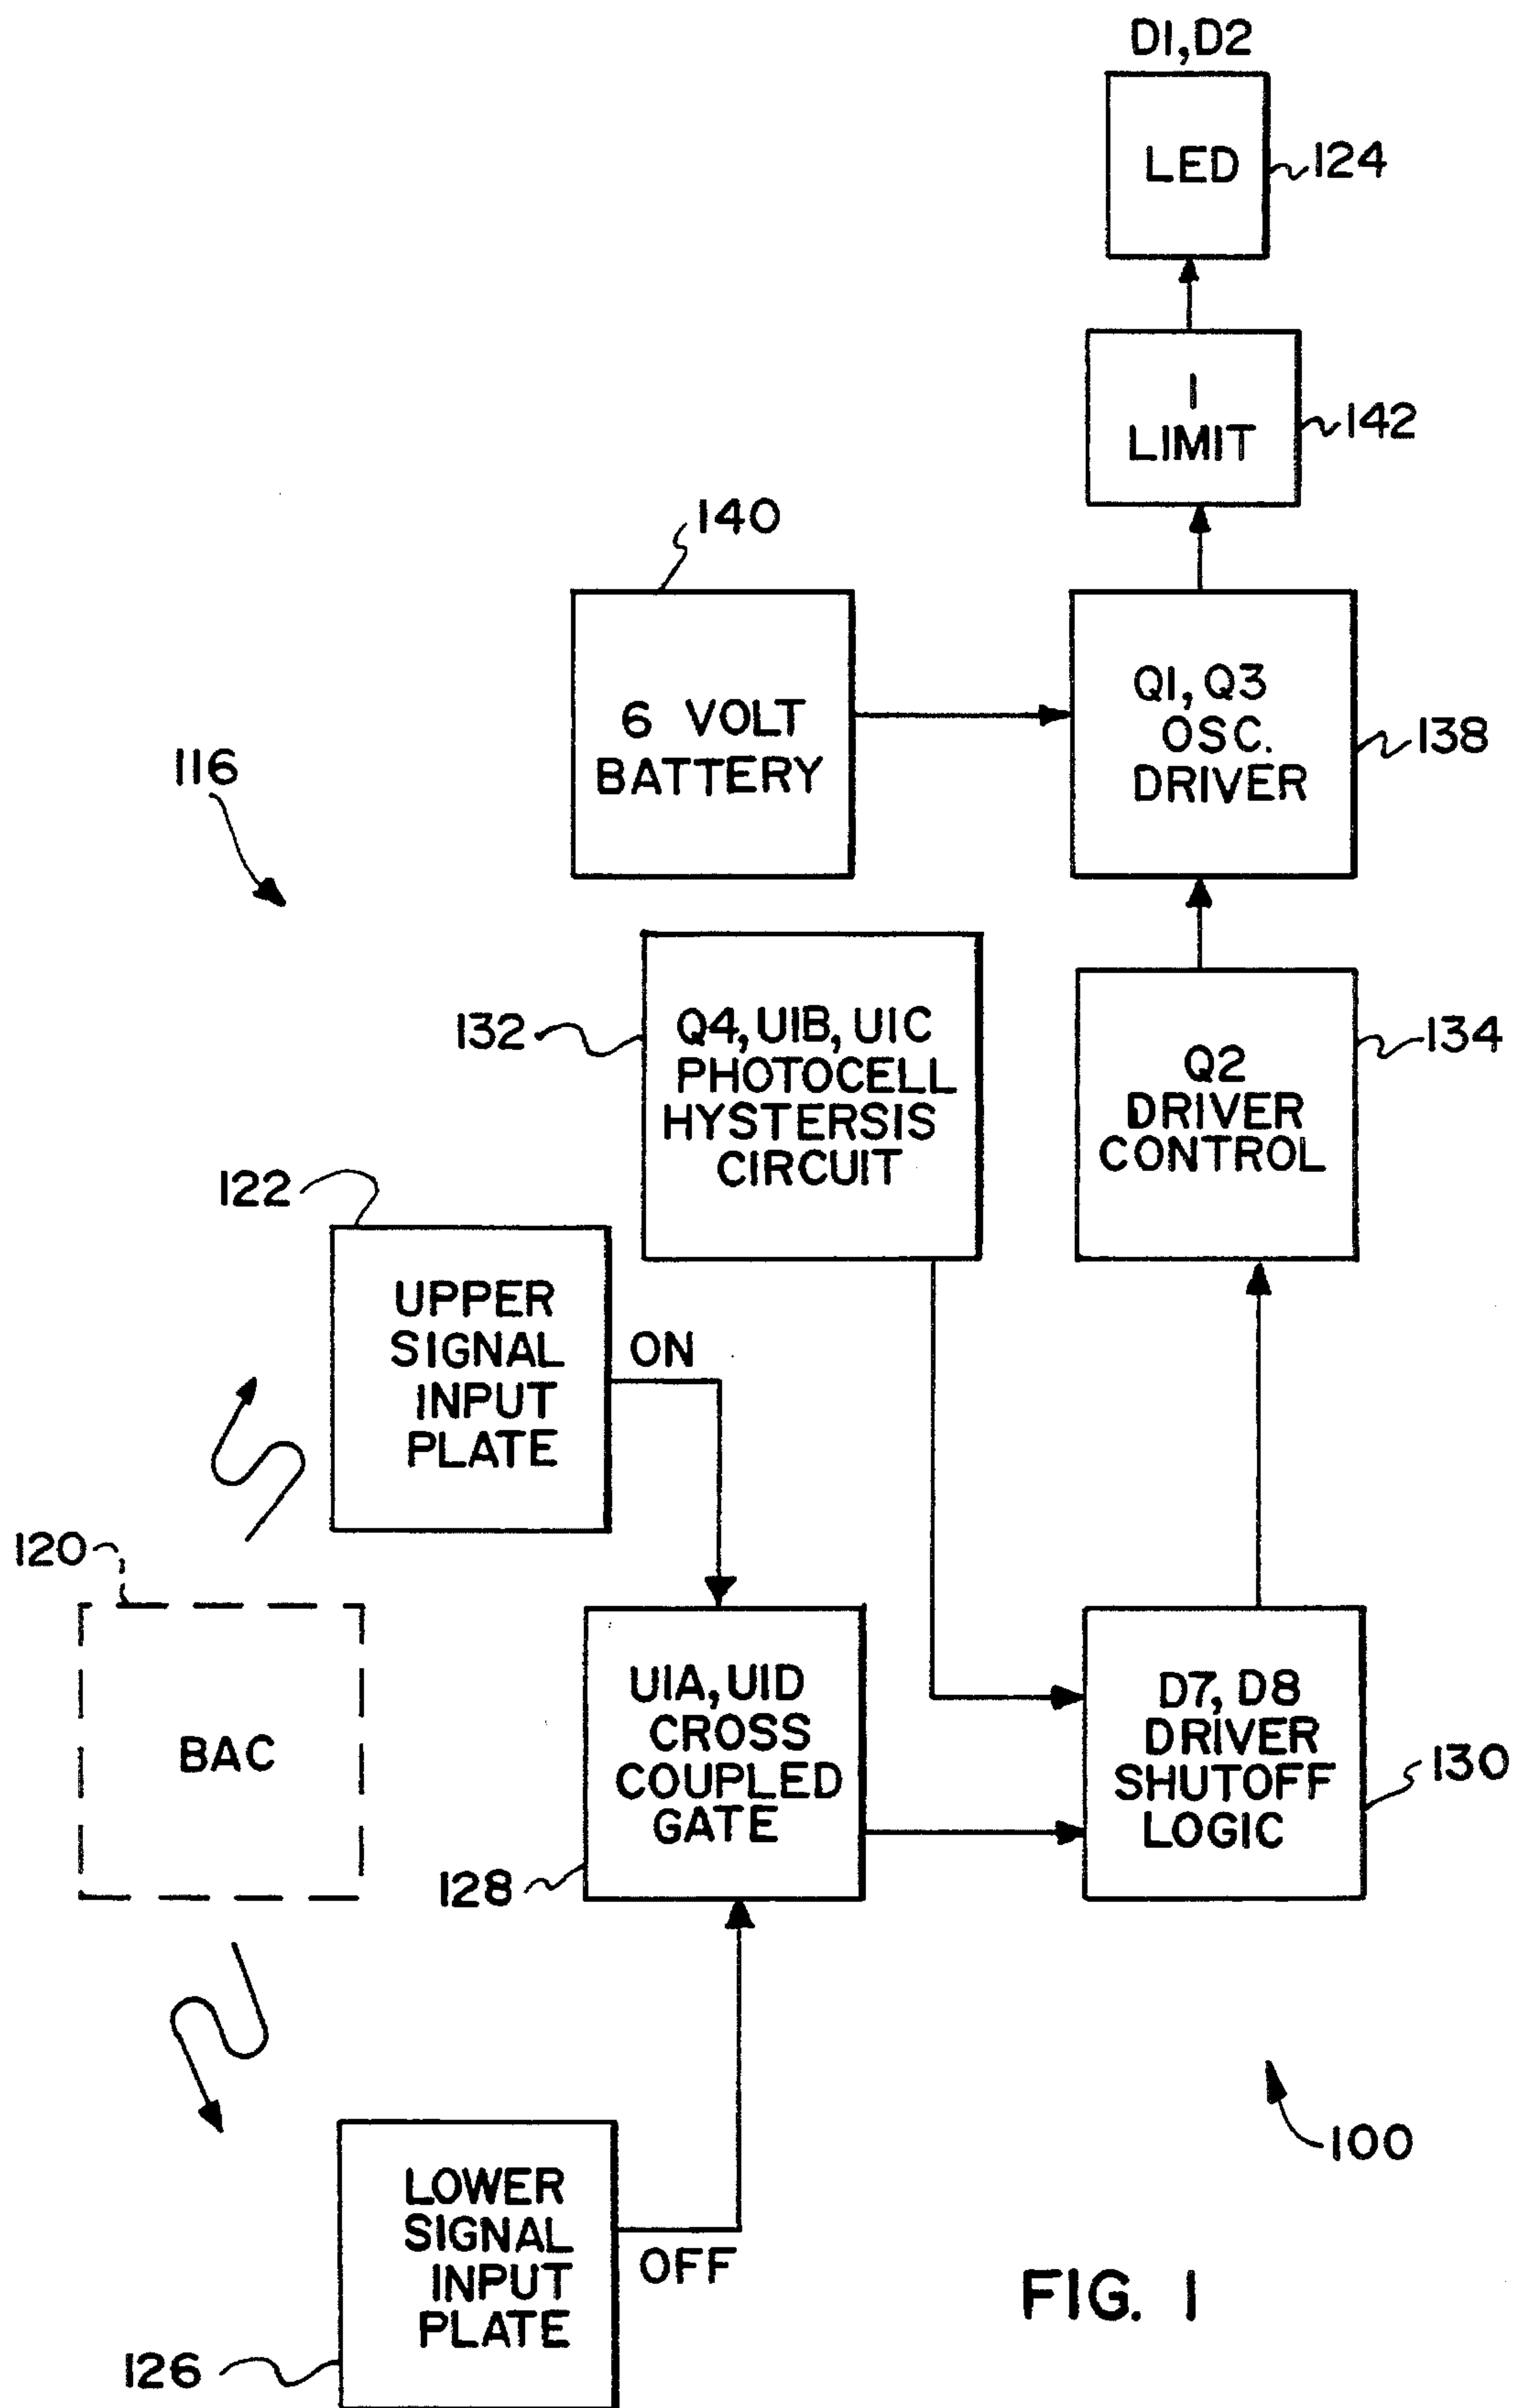 D1, D2
LED
124
I
LIMIT
142
140
6 VOLT
BATTERY
Q1, Q3
OSC.
DRIVER
138
116
132
Q4, U1B, U1C
PHOTOCELL
HYSTERSIS
CIRCUIT
Q2
DRIVER
CONTROL
134
122
UPPER
SIGNAL
INPUT
PLATE
ON
120
BAC
U1A, U1D
CROSS
COUPLED
GATE
128
D7, D8
DRIVER
SHUTOFF
LOGIC
130
LOWER
SIGNAL
INPUT
PLATE
OFF
126
100
FIG. 1